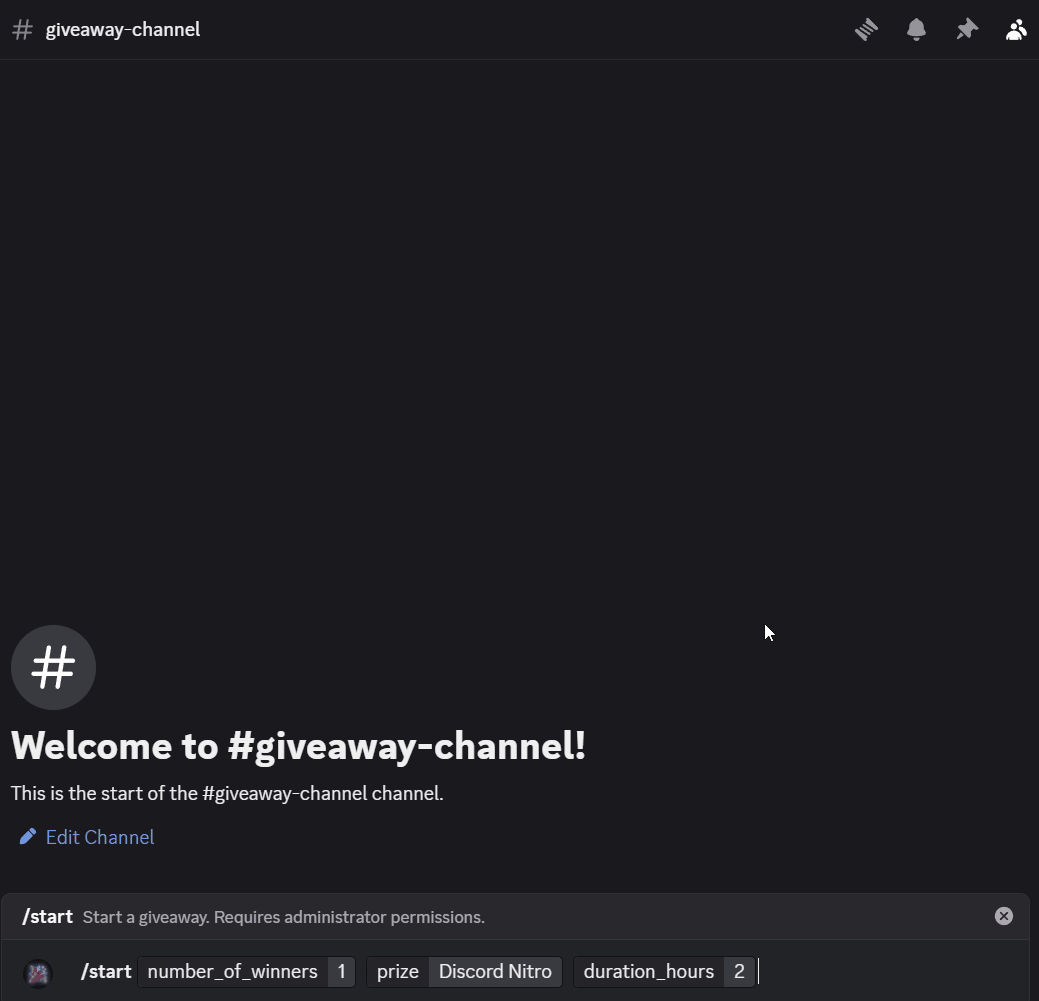 giveaway-channel
Welcome to #giveaway-channel!
This is the start of the #giveaway-channel channel.
Edit Channel
/start Start a giveaway. Requires administrator permissions.
/start number_of_winners 1 prize Discord Nitro duration_hours 2